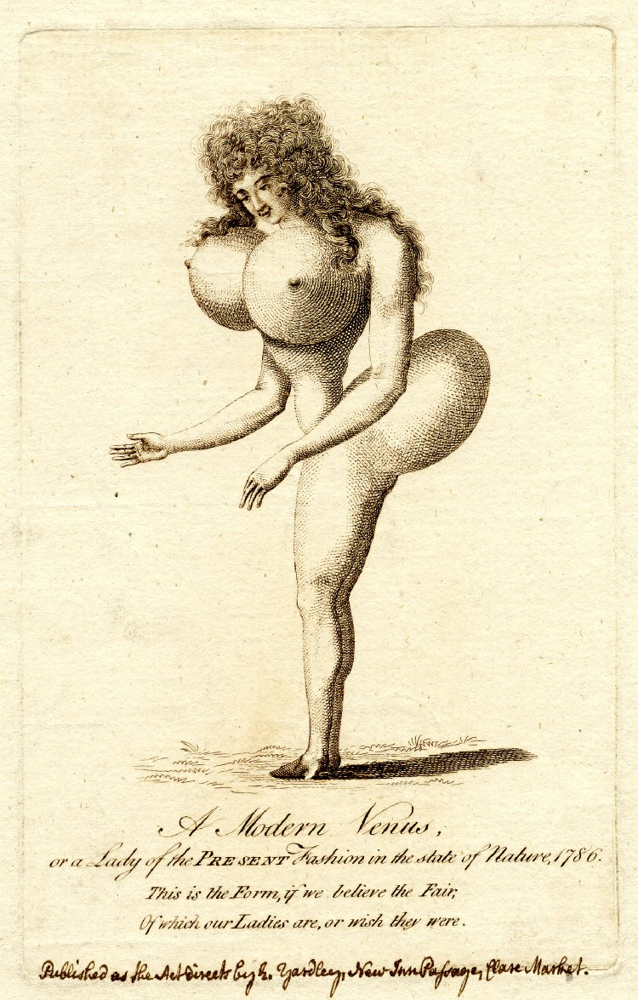 A Modern Venus,
or a Lady of the PRESENT Fashion in the state of Nature, 1786.
This is the Form, if we believe the Fair,
Of which our Ladies are, or wish they were.
Published as the Act directs by Yardley, New Inn Passage, Clare Market.